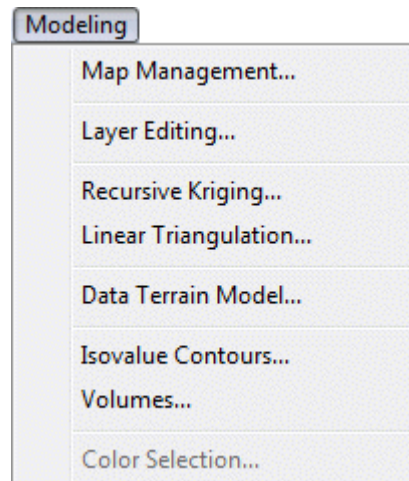 Modeling
Map Management...
Layer Editing...
Recursive Kriging...
Linear Triangulation...
Data Terrain Model...
Isovalue Contours...
Volumes...
Color Selection...